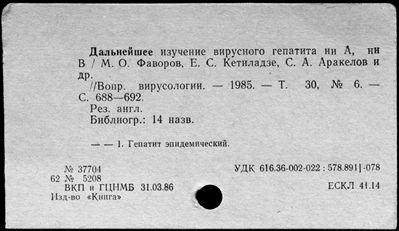 Дальнейшее изучение вирусного гепатита ни А, ни
В / М. О. Фаворов, Е. С. Кетиладзе, С. А. Аракелов и
др.
//Вопр. вирусологии. — 1985. — Т. 30, № 6. —
С. 688—692.
Рез. англ.
Библиогр.: 14 назв.
— — 1. Гепатит эпидемический.
№ 37704
62 № 5208
ВКП и ГЦНМБ 31.03.86
Изд-во «Книга»
УДК 616.36-002-022 : 578.891]-078
ЕСКЛ 41.14